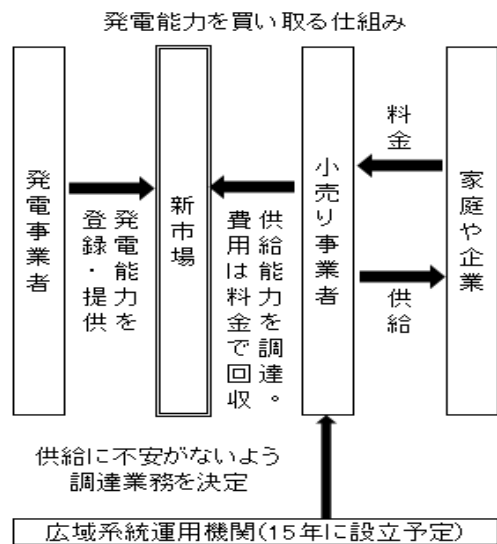 発電能力を買い取る仕組み
発電事業者
発電能力を
登録・提供
新市場
供給能力を調達。
費用は料金で回収
小売り事業者
料金
供給
家庭や企業
供給に不安がないよう
調達業務を決定
広域系統運用機関(15年に設立予定)